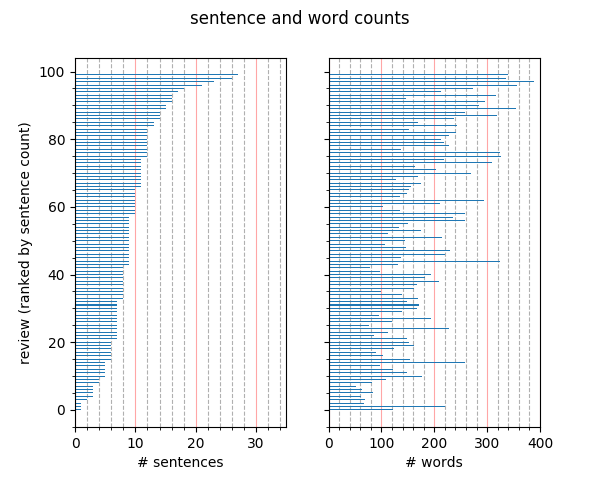 sentence and word counts
review (ranked by sentence count)
100
80
60
40
20
0
0 10 20 30
0 100 200 300 400
# sentences
# words